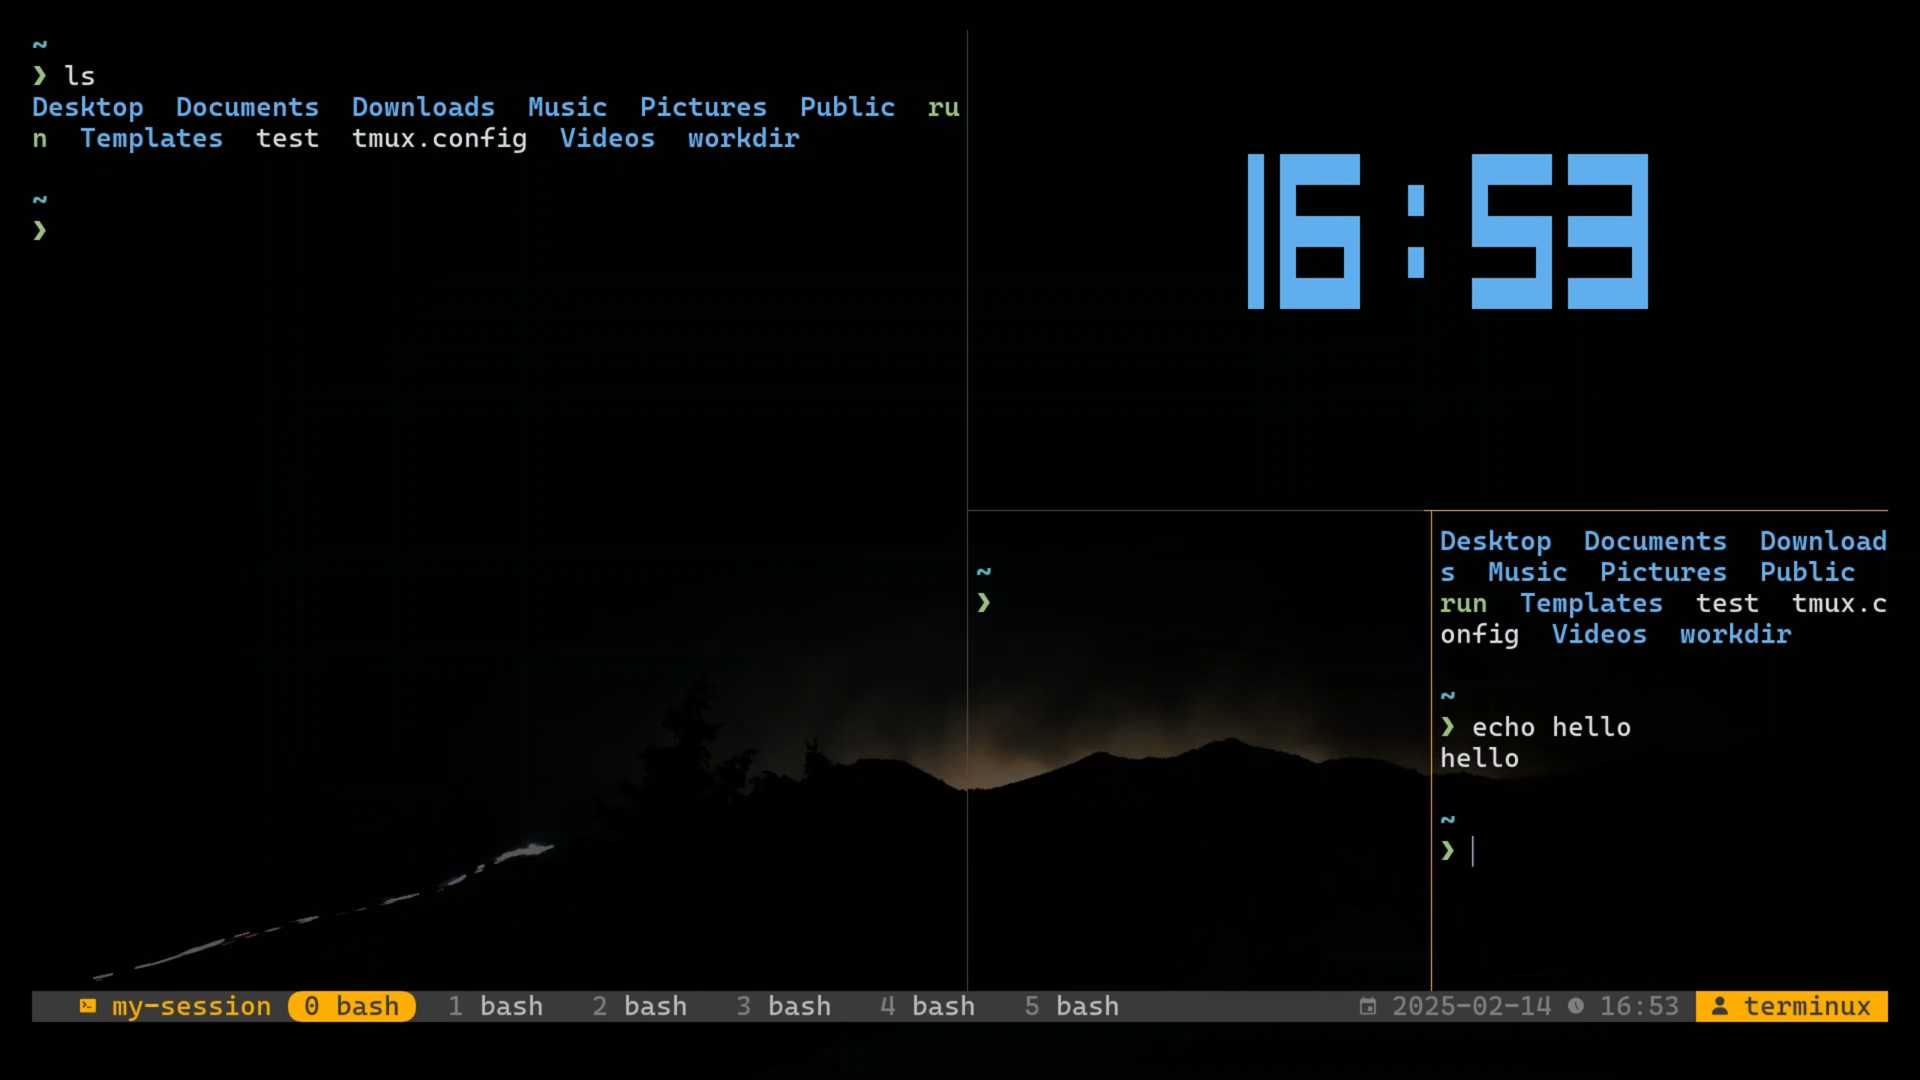 ~
❯ ls
Desktop  Documents  Downloads  Music  Pictures  Public  ru
n  Templates  test  tmux.config  Videos  workdir
~
❯
16:53
~
❯
Desktop  Documents  Download
s  Music  Pictures  Public
run  Templates  test  tmux.c
onfig  Videos  workdir
~
❯ echo hello
hello
~
❯
my-session  0 bash  1 bash  2 bash  3 bash  4 bash  5 bash  2025-02-14  16:53  terminux